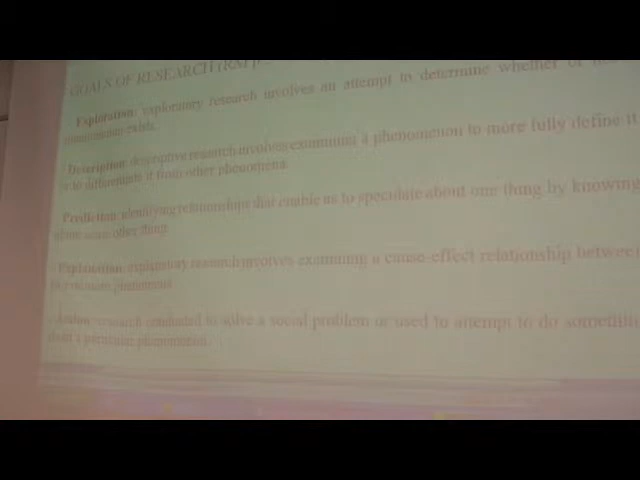 GOALS OF RESEARCH
Exploration: exploratory research involves an attempt to determine whether or
phenomenon exists.
Description: descriptive research involves examining a phenomenon to more fully define it
to differentiate it from other phenomena.
Prediction: identifying relationships that enable us to speculate about one thing by knowing
about some other thing.
Explanation: explanatory research involves examining a cause-effect relationship between
or more phenomena
Action: research conducted to solve a social problem or used to attempt to do
about a particular phenomenon.